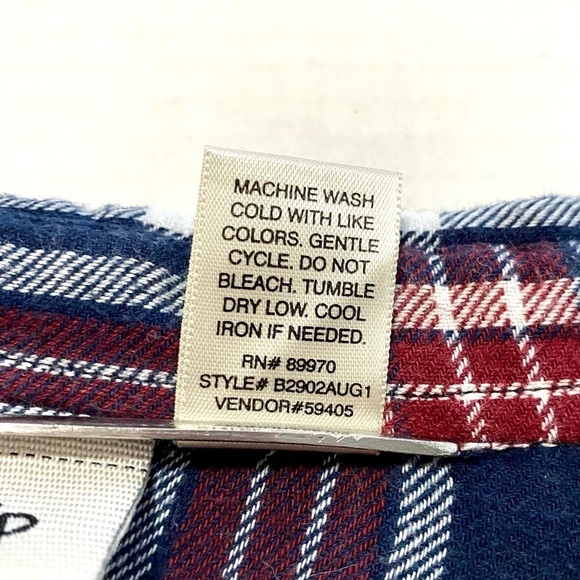 MACHINE WASH
COLD WITH LIKE
COLORS. GENTLE
CYCLE. DO NOT
BLEACH. TUMBLE
DRY LOW. COOL
IRON IF NEEDED.
RN# 89970
STYLE# B2902AUG1
VENDOR#59405